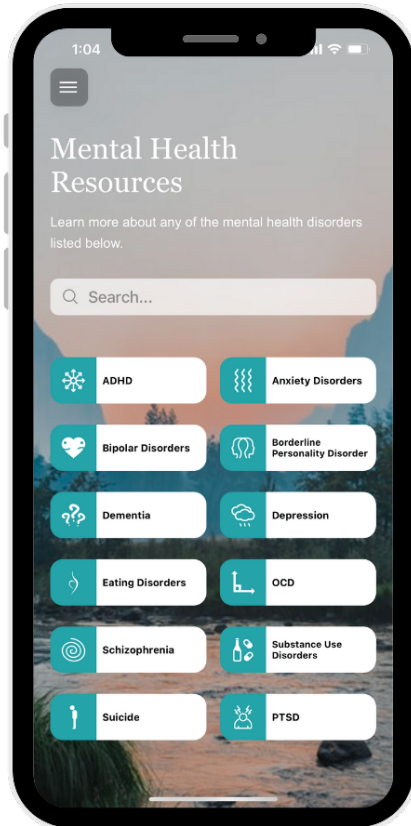 1:04
Mental Health
Resources
Learn more about any of the mental health disorders
listed below.
Search...
ADHD
Anxiety Disorders
Bipolar Disorders
Borderline
Personality Disorder
Dementia
Depression
Eating Disorders
OCD
Schizophrenia
Substance Use
Disorders
Suicide
PTSD